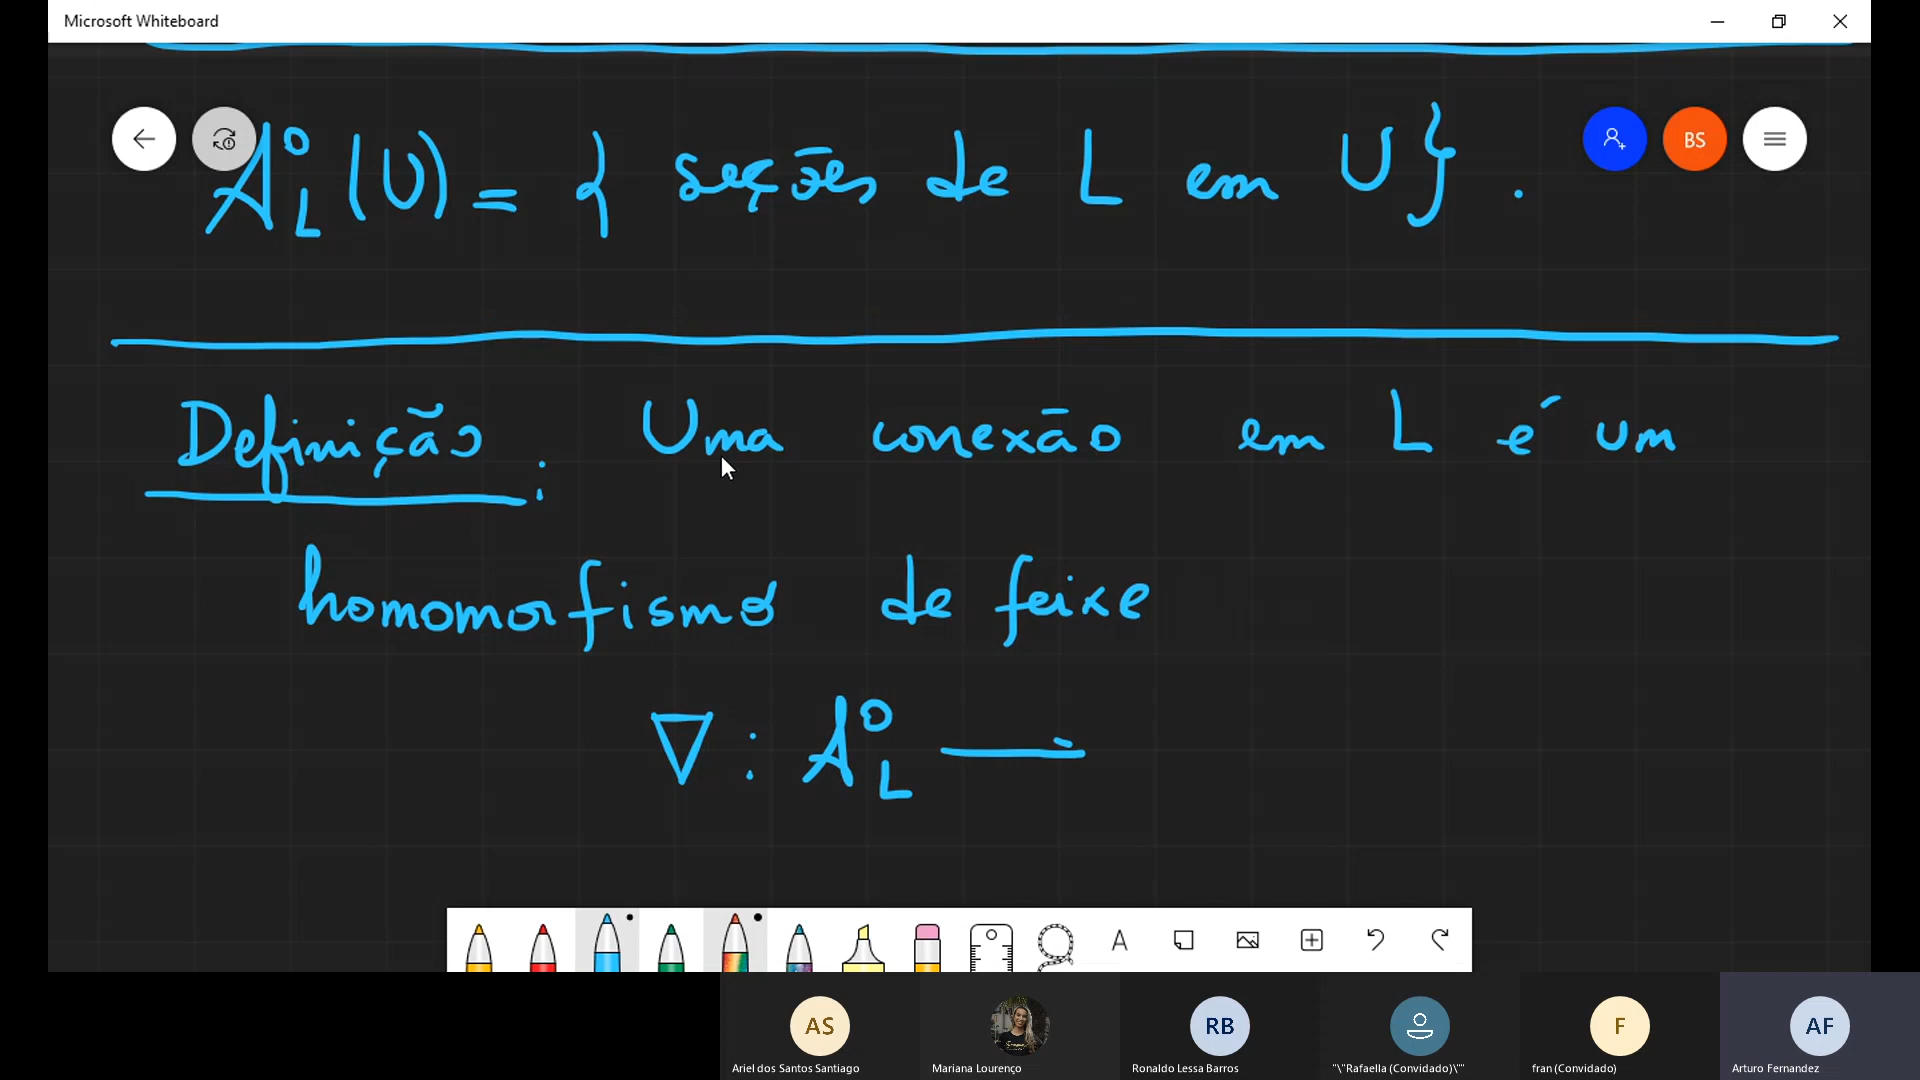 Microsoft Whiteboard
A⁰_L(U) = { seções de L em U } .
BS
Definição : Uma conexão em L é um
homomorfismo de feixe
∇ : A⁰_L →
A
AS
RB
F
AF
Ariel dos Santos Santiago
Mariana Lourenço
Ronaldo Lessa Barros
"\"Rafaella (Convidado)\""
fran (Convidado)
Arturo Fernandez